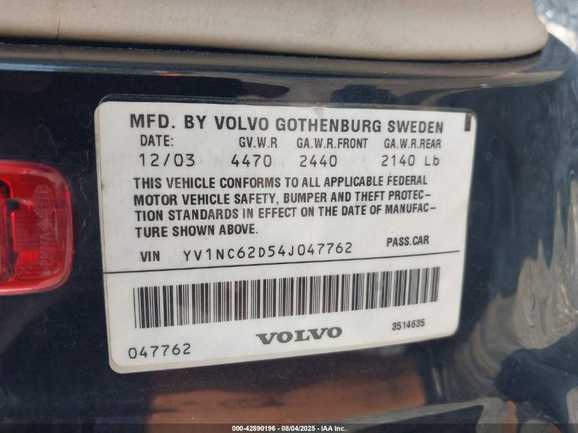 MFD. BY VOLVO GOTHENBURG SWEDEN
DATE: GV.W.R GA.W.R.FRONT GA.W.R.REAR
12/03 4470 2440 2140 Lb
THIS VEHICLE CONFORMS TO ALL APPLICABLE FEDERAL
MOTOR VEHICLE SAFETY, BUMPER AND THEFT PROTEC-
TION STANDARDS IN EFFECT ON THE DATE OF MANUFAC-
TURE SHOWN ABOVE.
VIN YV1NC62D54J047762 PASS.CAR
047762 VOLVO 3514635
000-42890196 - 08/04/2025 - IAA Inc.